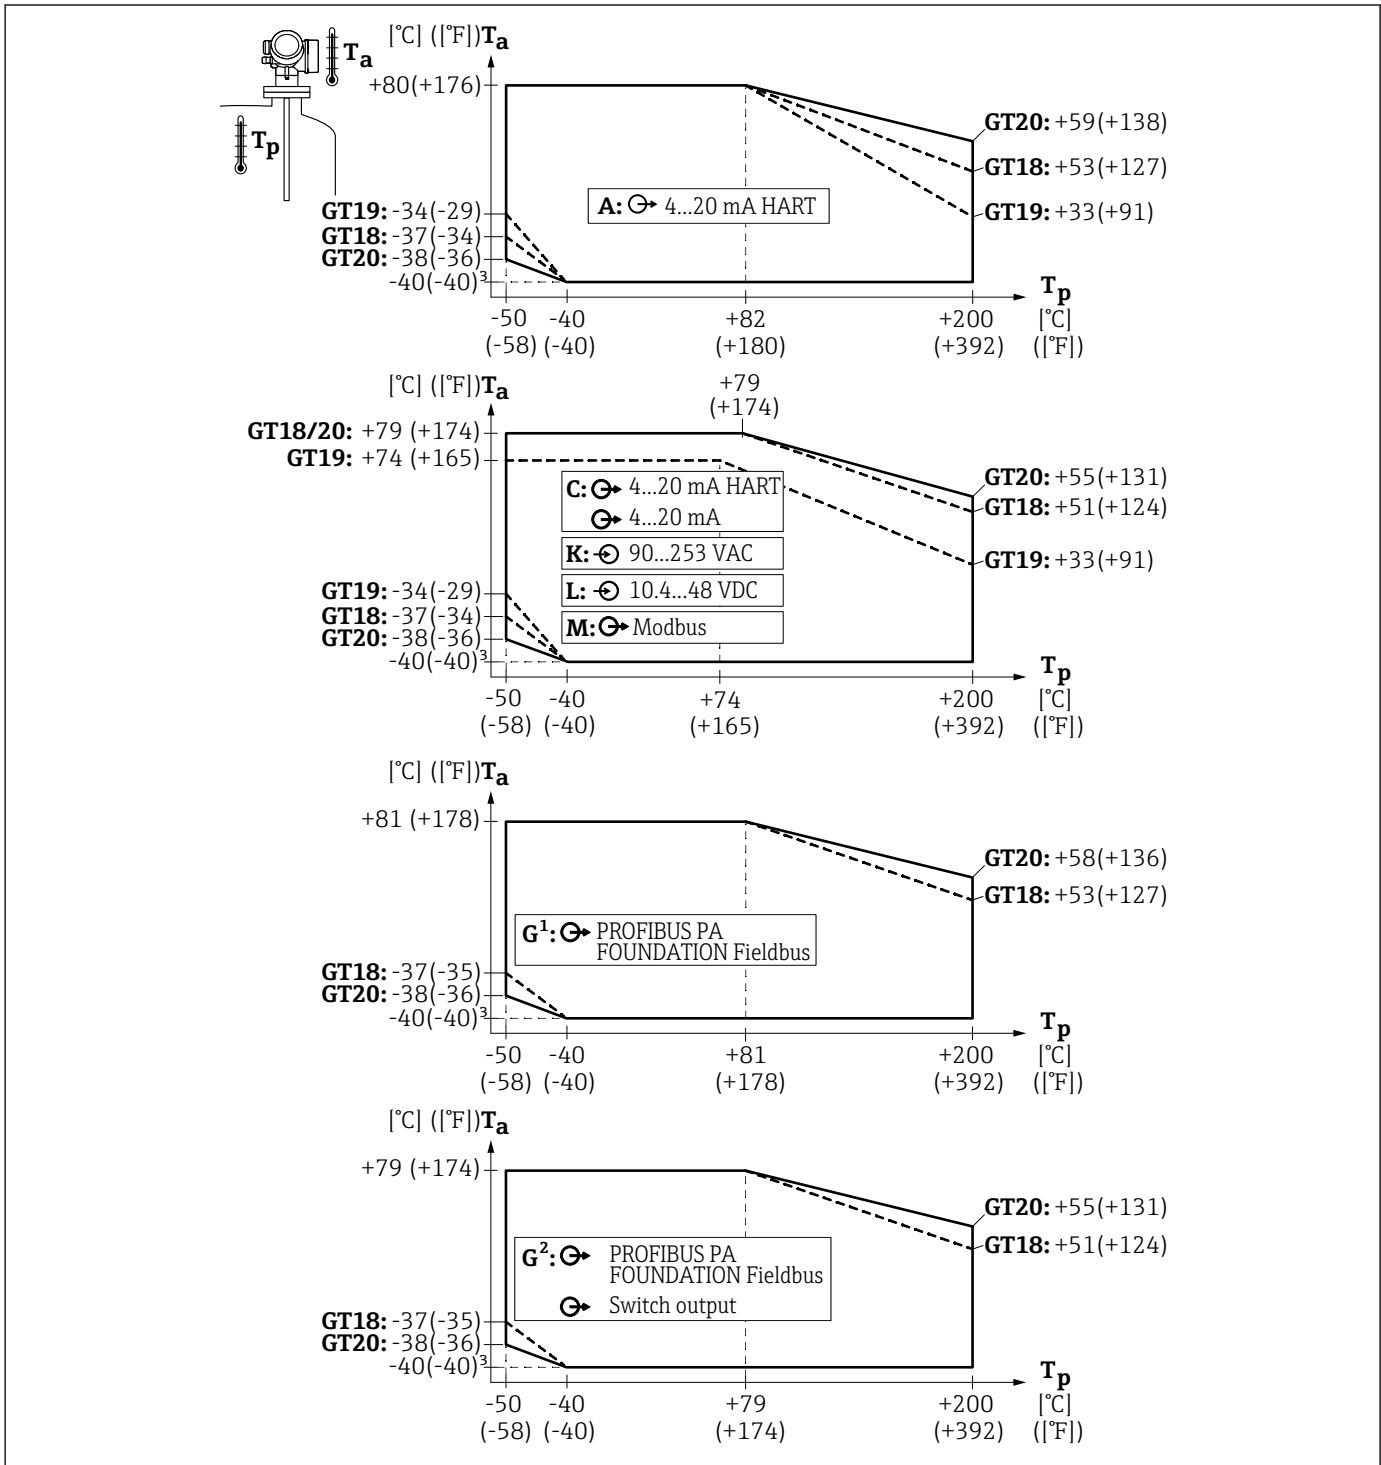 [°C] ([°F])Ta
Ta
+80(+176)
GT20: +59(+138)
Tp
GT18: +53(+127)
A: 4...20 mA HART
GT19: -34(-29)
GT19: +33(+91)
GT18: -37(-34)
GT20: -38(-36)
-40(-40)³
Tp
-50 -40 +82 +200 [°C]
(-58) (-40) (+180) (+392) ([°F])
[°C] ([°F])Ta
+79
(+174)
GT18/20: +79 (+174)
GT19: +74 (+165)
GT20: +55(+131)
C: 4...20 mA HART
GT18: +51(+124)
4...20 mA
K: 90...253 VAC
GT19: +33(+91)
GT19: -34(-29)
L: 10.4...48 VDC
GT18: -37(-34)
M: Modbus
GT20: -38(-36)
-40(-40)³
Tp
-50 -40 +74 +200 [°C]
(-58) (-40) (+165) (+392) ([°F])
[°C] ([°F])Ta
+81 (+178)
GT20: +58(+136)
GT18: +53(+127)
G¹: PROFIBUS PA
FOUNDATION Fieldbus
GT18: -37(-35)
GT20: -38(-36)
-40(-40)³
Tp
-50 -40 +81 +200 [°C]
(-58) (-40) (+178) (+392) ([°F])
[°C] ([°F])Ta
+79 (+174)
GT20: +55(+131)
GT18: +51(+124)
G²: PROFIBUS PA
FOUNDATION Fieldbus
Switch output
GT18: -37(-35)
GT20: -38(-36)
-40(-40)³
Tp
-50 -40 +79 +200 [°C]
(-58) (-40) (+174) (+392) ([°F])